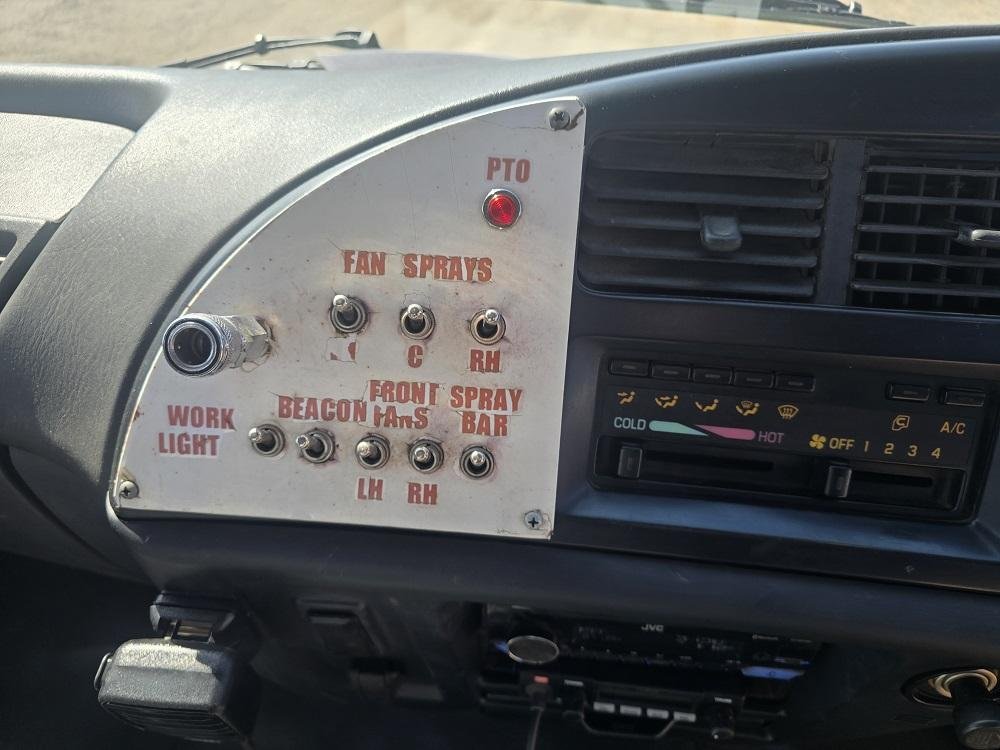 PTO
FAN SPRAYS
C RH
FRONT SPRAY
BEACON FANS BAR
WORK
LIGHT
LH RH
COLD HOT
OFF 1 2 3 4
A/C
JVC